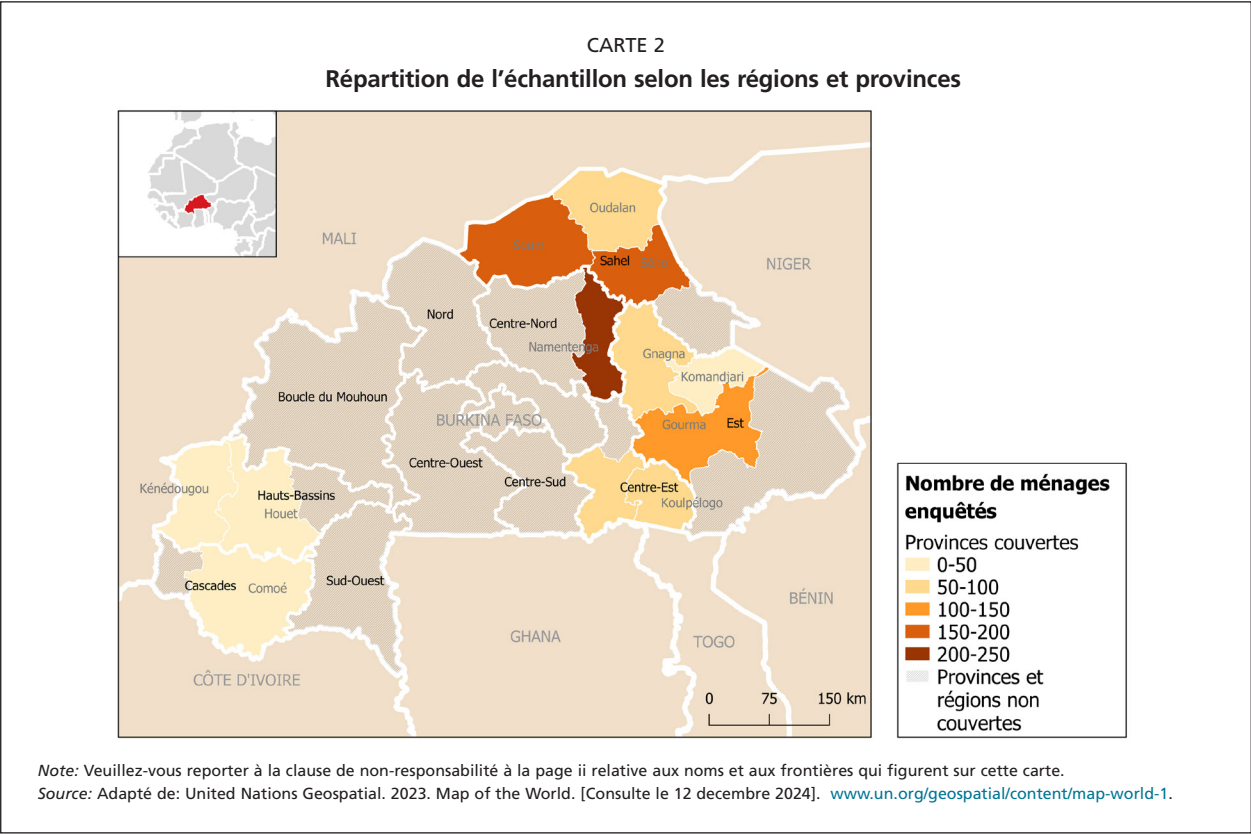 CARTE 2
Répartition de l'échantillon selon les régions et provinces
MALI
Oudalan
Soum
Sahel
Séno
NIGER
Nord
Centre-Nord
Namentenga
Gnagna
Komandjari
Boucle du Mouhoun
BURKINA FASO
Gourma
Est
Centre-Ouest
Centre-Sud
Centre-Est
Koulpélogo
Kénédougou
Hauts-Bassins
Houet
Cascades
Comoé
Sud-Ouest
BÉNIN
GHANA
TOGO
CÔTE D'IVOIRE
0 75 150 km
Nombre de ménages
enquêtés
Provinces couvertes
0-50
50-100
100-150
150-200
200-250
Provinces et
régions non
couvertes
Note: Veuillez-vous reporter à la clause de non-responsabilité à la page ii relative aux noms et aux frontières qui figurent sur cette carte.
Source: Adapté de: United Nations Geospatial. 2023. Map of the World. [Consulte le 12 decembre 2024]. www.un.org/geospatial/content/map-world-1.